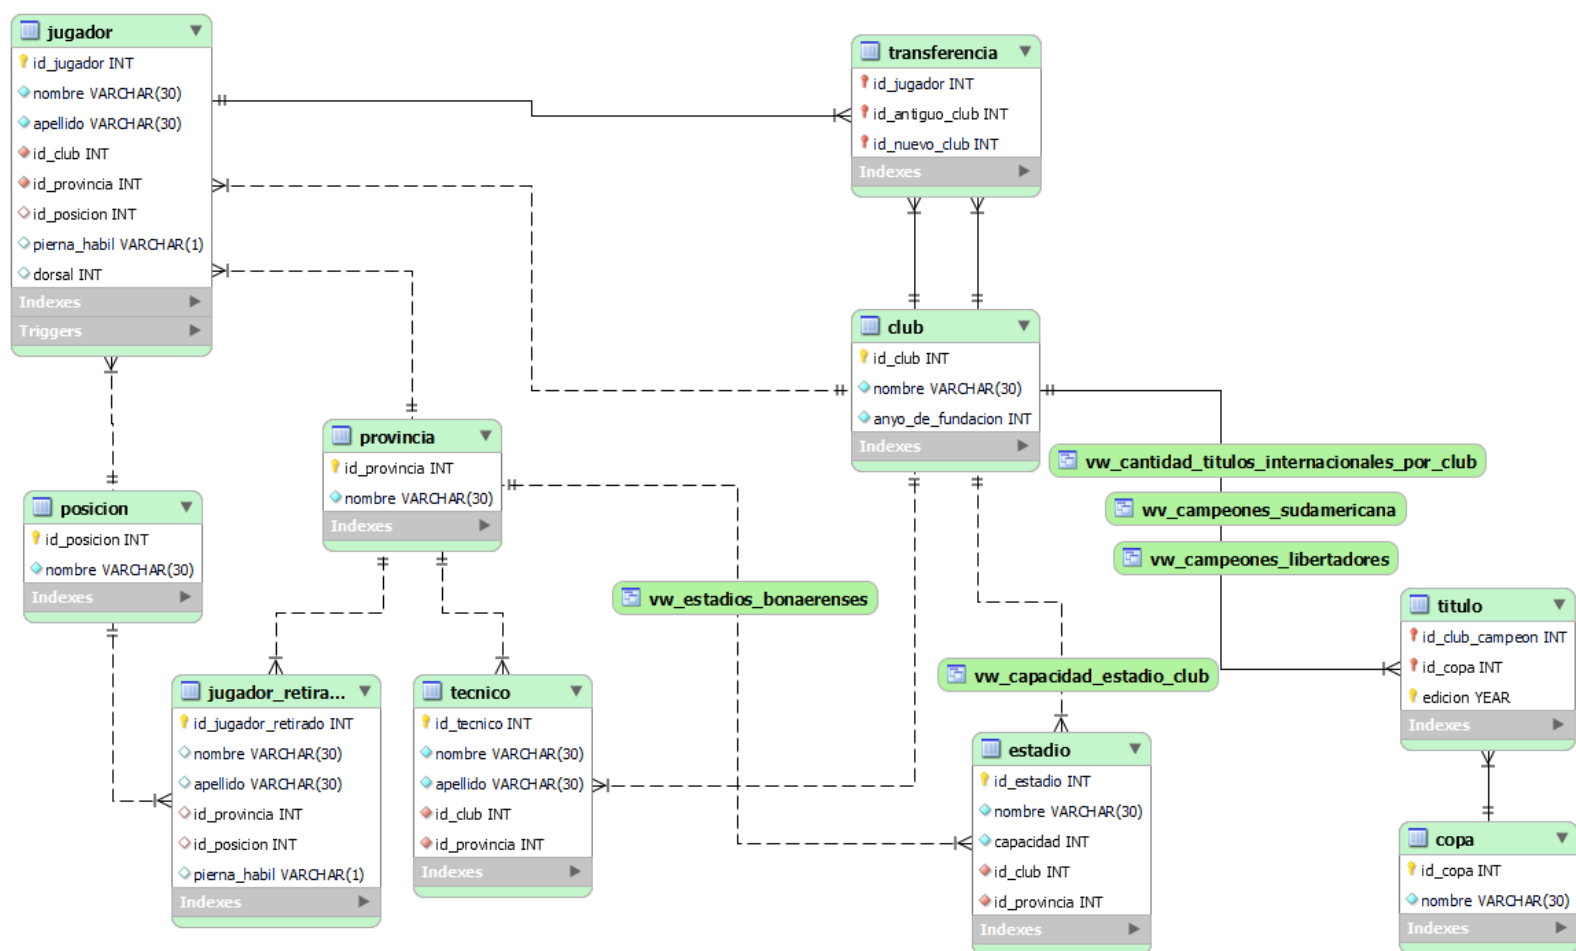 jugador
id_jugador INT
nombre VARCHAR(30)
apellido VARCHAR(30)
id_club INT
id_provincia INT
id_posicion INT
pierna_habil VARCHAR(1)
dorsal INT
Indexes
Triggers
transferencia
id_jugador INT
id_antiguo_club INT
id_nuevo_club INT
Indexes
club
id_club INT
nombre VARCHAR(30)
anyo_de_fundacion INT
Indexes
provincia
id_provincia INT
nombre VARCHAR(30)
Indexes
posicion
id_posicion INT
nombre VARCHAR(30)
Indexes
vw_cantidad_titulos_internacionales_por_club
wv_campeones_sudamericana
vw_campeones_libertadores
vw_estadios_bonaerenses
vw_capacidad_estadio_club
titulo
id_club_campeon INT
id_copa INT
edicion YEAR
Indexes
jugador_retira...
id_jugador_retirado INT
nombre VARCHAR(30)
apellido VARCHAR(30)
id_provincia INT
id_posicion INT
pierna_habil VARCHAR(1)
Indexes
tecnico
id_tecnico INT
nombre VARCHAR(30)
apellido VARCHAR(30)
id_club INT
id_provincia INT
Indexes
estadio
id_estadio INT
nombre VARCHAR(30)
capacidad INT
id_club INT
id_provincia INT
Indexes
copa
id_copa INT
nombre VARCHAR(30)
Indexes